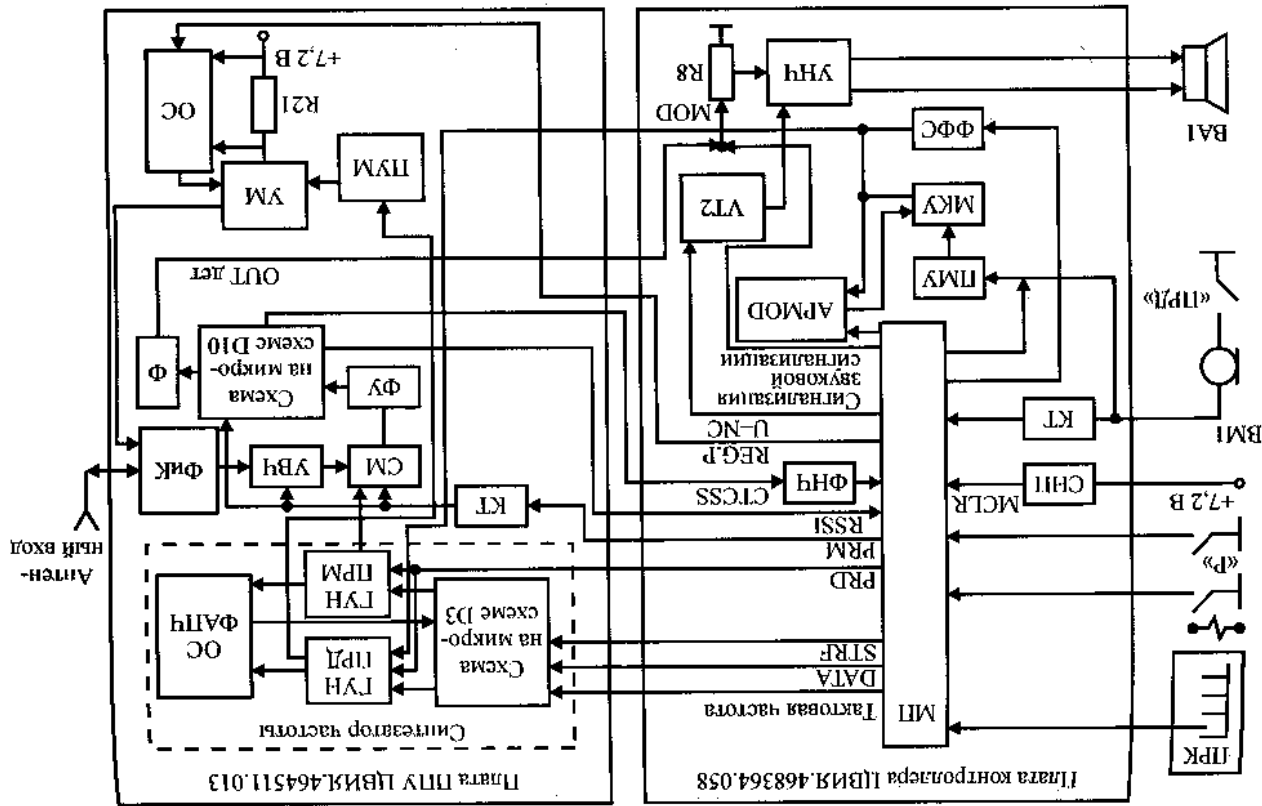 Плата контроллера ЦВИЯ.468364.058
Плата ППУ ЦВИЯ.464511.013
ПРК
МП
Тактовая частота
DATA
STRF
PRD
PRM
RSSI
CTCSS
REG.P
U–NC
Сигнализация
звуковой
сигнализации
«Р»
+7,2 В
СНП
MCLR
ВМ1
КТ
«ПРД»
ФНЧ
АРМОD
ПМУ
МКУ
VT2
ФФС
MOD
R8
УНЧ
ВА1
Синтезатор частоты
Схема
на микро-
схеме D3
ГУН
ПРД
ГУН
ПРМ
ОС
ФАПЧ
Антен-
ный вход
КТ
СМ
УВЧ
ФиК
ФУ
Схема
на микро-
схеме D10
Ф
OUT дет
ПУМ
УМ
R21
ОС
+7,2 В